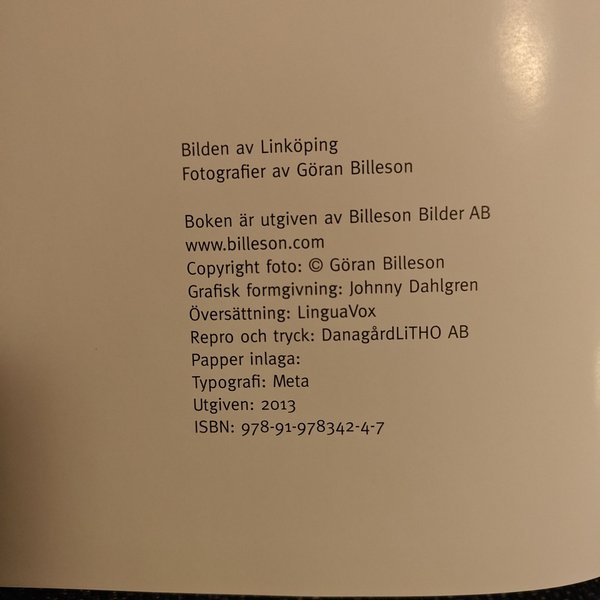 Bilden av Linköping
Fotografier av Göran Billeson
Boken är utgiven av Billeson Bilder AB
www.billeson.com
Copyright foto: © Göran Billeson
Grafisk formgivning: Johnny Dahlgren
Översättning: LinguaVox
Repro och tryck: DanagårdLiTHO AB
Papper inlaga:
Typografi: Meta
Utgiven: 2013
ISBN: 978-91-978342-4-7